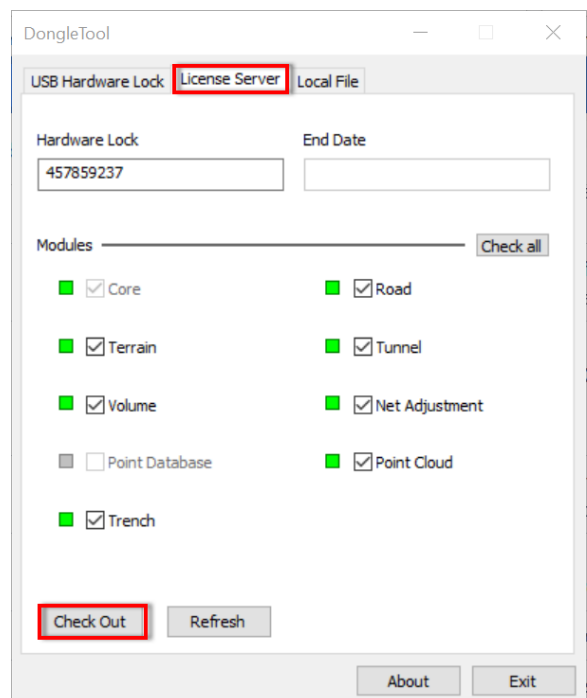 DongleTool
USB Hardware Lock License Server Local File
Hardware Lock End Date
457859237
Modules Check all
Core Road
Terrain Tunnel
Volume Net Adjustment
Point Database Point Cloud
Trench
Check Out Refresh
About Exit